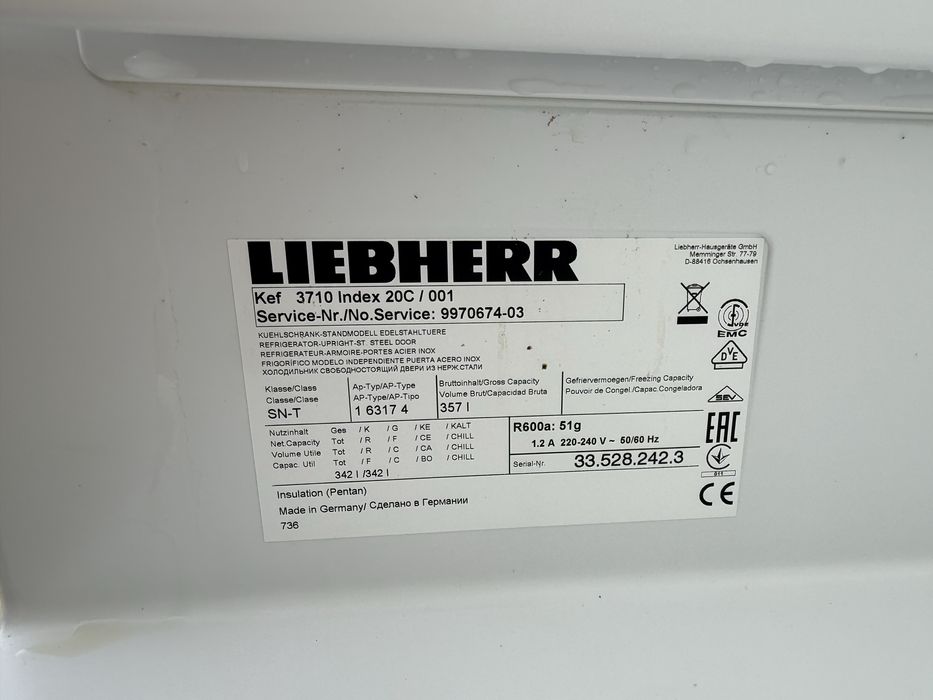 LIEBHERR
Liebherr-Hausgeräte GmbH
Memminger Str. 77-79
D-88416 Ochsenhausen
Kef 3710 Index 20C / 001
Service-Nr./No.Service: 9970674-03
KUEHLSCHRANK-STANDMODELL EDELSTAHLTUERE
REFRIGERATOR-UPRIGHT-ST. STEEL DOOR
REFRIGERATEUR-ARMOIRE-PORTES ACIER INOX
FRIGORÍFICO MODELO INDEPENDIENTE PUERTA ACERO INOX
ХОЛОДИЛЬНИК СВОБОДНОСТОЯЩИЙ ДВЕРИ ИЗ НЕРЖ.СТАЛИ
VDE
EMC
DVE
SEV
EAC
011
CE
Klasse/Class
Classe/Clase
SN-T
Ap-Typ/AP-Type
AP-Type/AP-Tipo
1 6317 4
Bruttoinhalt/Gross Capacity
Volume Brut/Capacidad Bruta
357 l
Gefriervermoegen/Freezing Capacity
Pouvoir de Congel./Capac.Congeladora
Nutzinhalt Ges / K / G / KE / KALT
Net.Capacity Tot / R / F / CE / CHILL
Volume Utile Tot / R / C / CA / CHILL
Capac. Util Tot / F / C / BO / CHILL
342 l /342 l
R600a: 51g
1.2 A 220-240 V ~ 50/60 Hz
Serial-Nr. 33.528.242.3
Insulation (Pentan)
Made in Germany/ Сделано в Германии
736